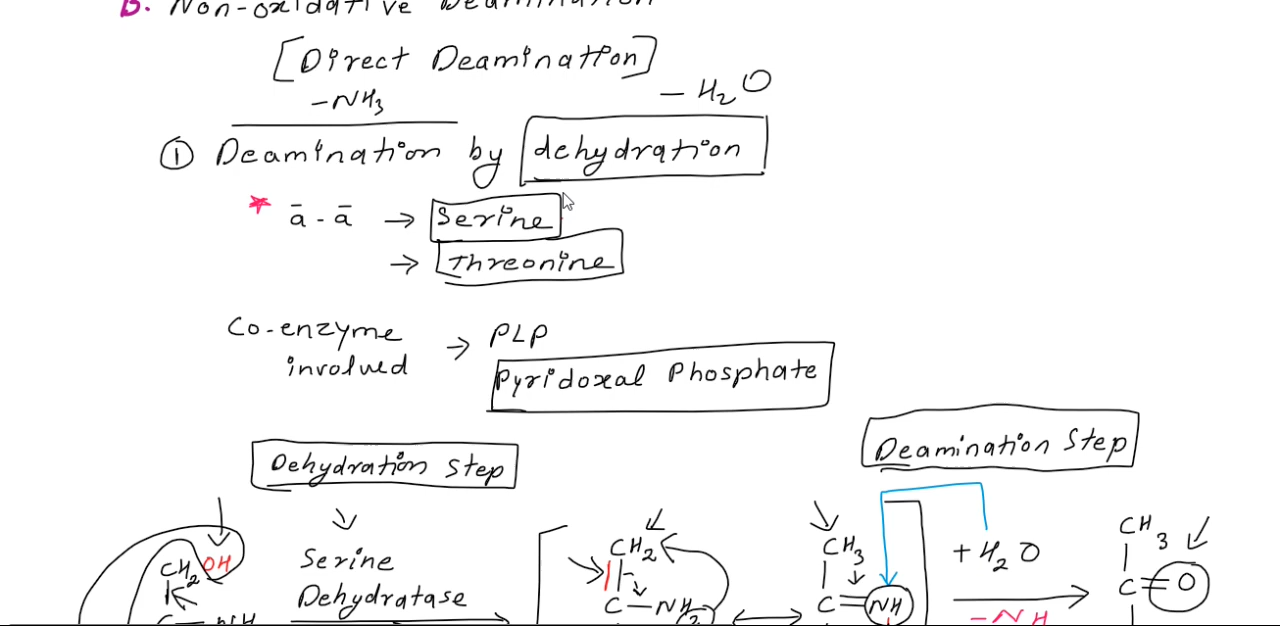 B. Non-oxidative Deamination
[Direct Deamination]
-NH3
- H2O
① Deamination by dehydration
* ā - ā → Serine
→ Threonine
Co-enzyme involved → PLP
Pyridoxal Phosphate
Dehydration Step
Deamination Step
CH2OH
Serine
Dehydratase
CH2
C - NH2
CH3
C = NH
+ H2O
-NH
CH3
C = O